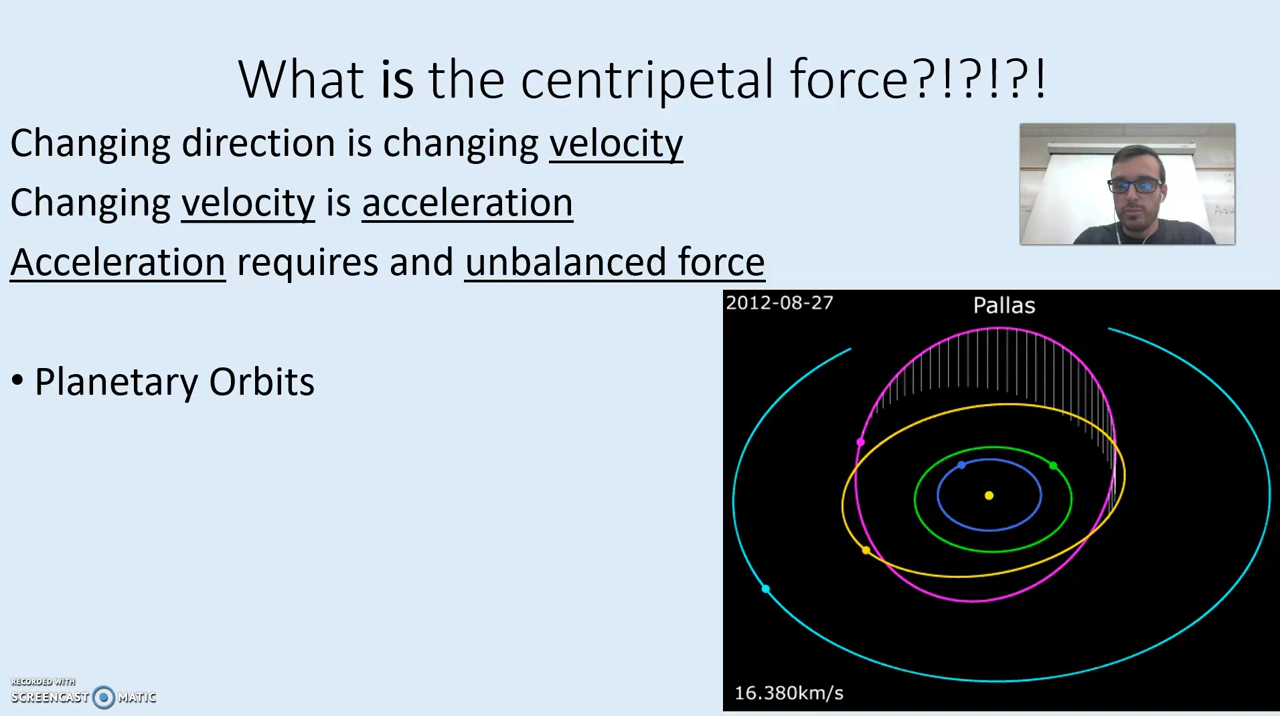 What is the centripetal force?!?!?!
Changing direction is changing velocity
Changing velocity is acceleration
Acceleration requires and unbalanced force
• Planetary Orbits
2012-08-27
Pallas
16.380km/s
RECORDED WITH
SCREENCAST MATIC